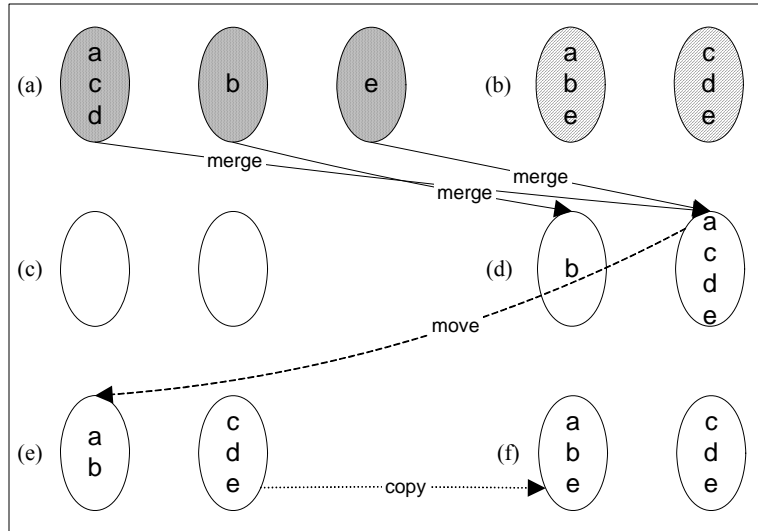 a a c
(a) c b e (b) b d
d e e
merge merge
merge
a
(c) (d) b c
d
e
move
a c a c
(e) b d (f) b d
e e e
copy